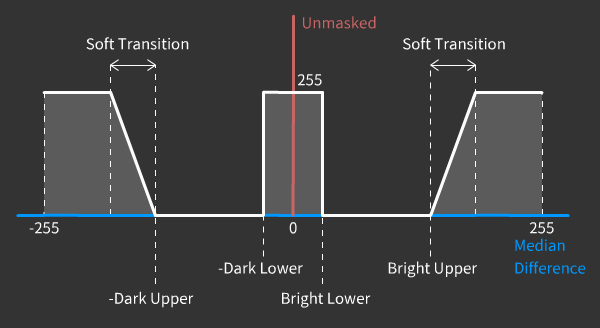 Unmasked
Soft Transition
Soft Transition
255
-255
0
255
Median
Difference
-Dark Lower
Bright Upper
-Dark Upper
Bright Lower